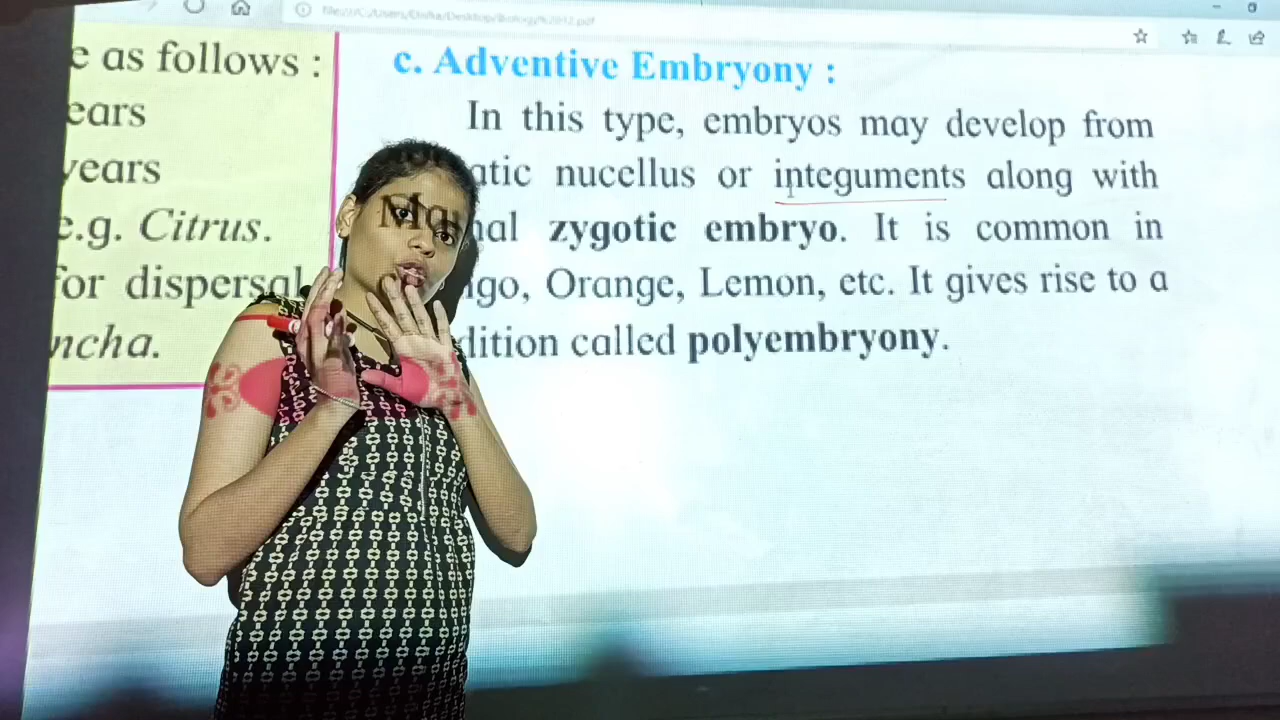 e as follows :
ears
years
e.g. Citrus.
for dispersal
ncha.
c. Adventive Embryony :
In this type, embryos may develop from
atic nucellus or integuments along with
nal zygotic embryo. It is common in
Man
go, Orange, Lemon, etc. It gives rise to a
dition called polyembryony.